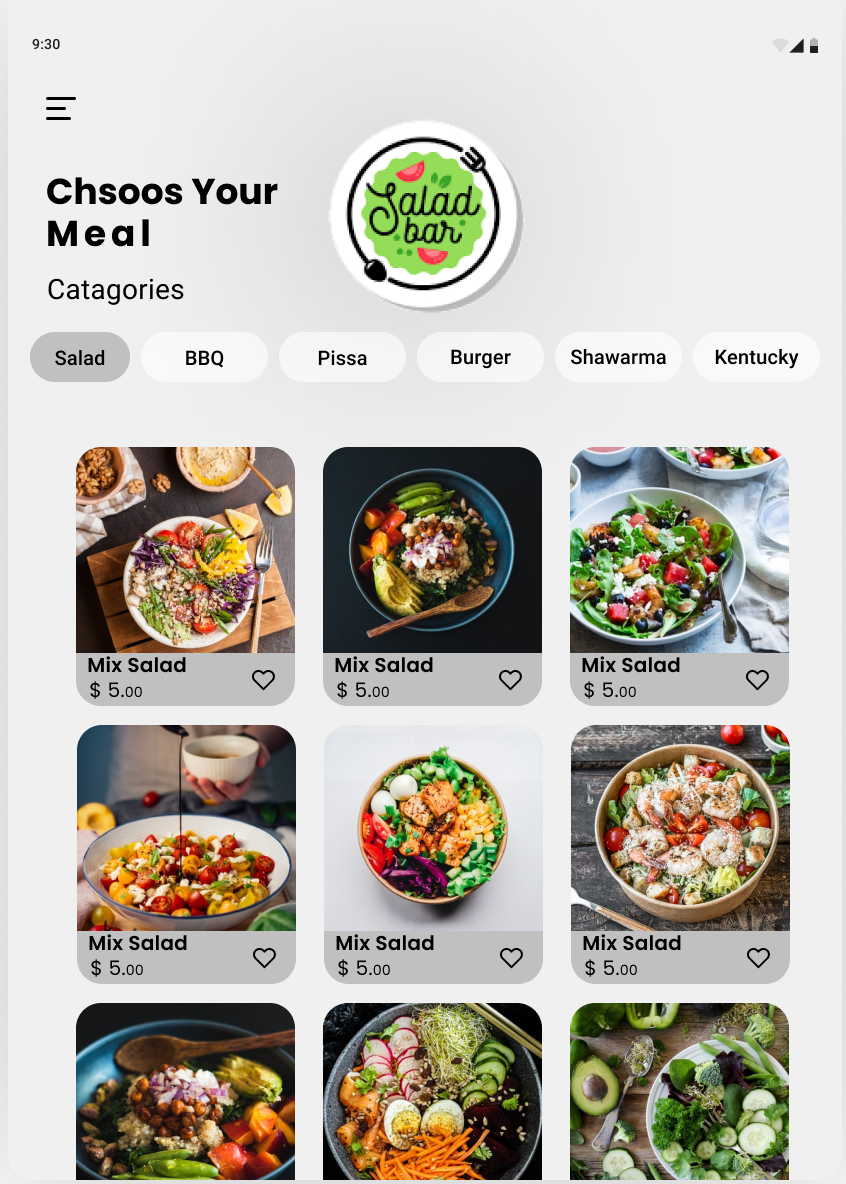 9:30
Chsoos Your
Meal
Salad
bar
Catagories
Salad
BBQ
Pissa
Burger
Shawarma
Kentucky
Mix Salad
$ 5.00
Mix Salad
$ 5.00
Mix Salad
$ 5.00
Mix Salad
$ 5.00
Mix Salad
$ 5.00
Mix Salad
$ 5.00